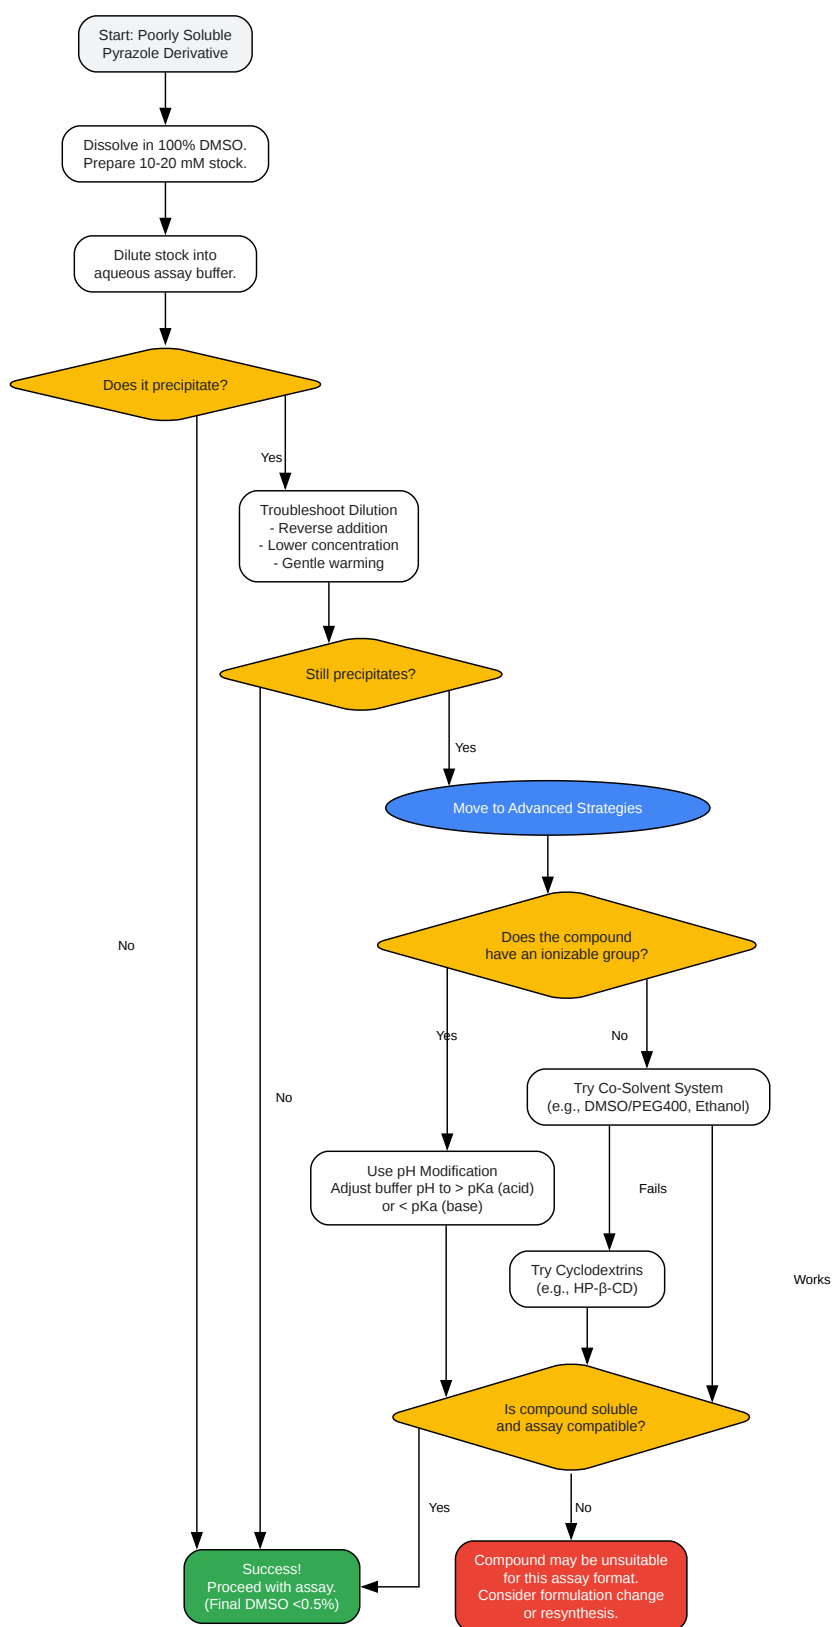 Start: Poorly Soluble
Pyrazole Derivative
Dissolve in 100% DMSO.
Prepare 10-20 mM stock.
Dilute stock into
aqueous assay buffer.
Does it precipitate?
Yes
Troubleshoot Dilution
- Reverse addition
- Lower concentration
- Gentle warming
Still precipitates?
Yes
Move to Advanced Strategies
Does the compound
have an ionizable group?
No
Yes
No
Try Co-Solvent System
(e.g., DMSO/PEG400, Ethanol)
No
Use pH Modification
Adjust buffer pH to > pKa (acid)
or < pKa (base)
Fails
Try Cyclodextrins
(e.g., HP-β-CD)
Works
Is compound soluble
and assay compatible?
Yes
No
Success!
Proceed with assay.
(Final DMSO <0.5%)
Compound may be unsuitable
for this assay format.
Consider formulation change
or resynthesis.